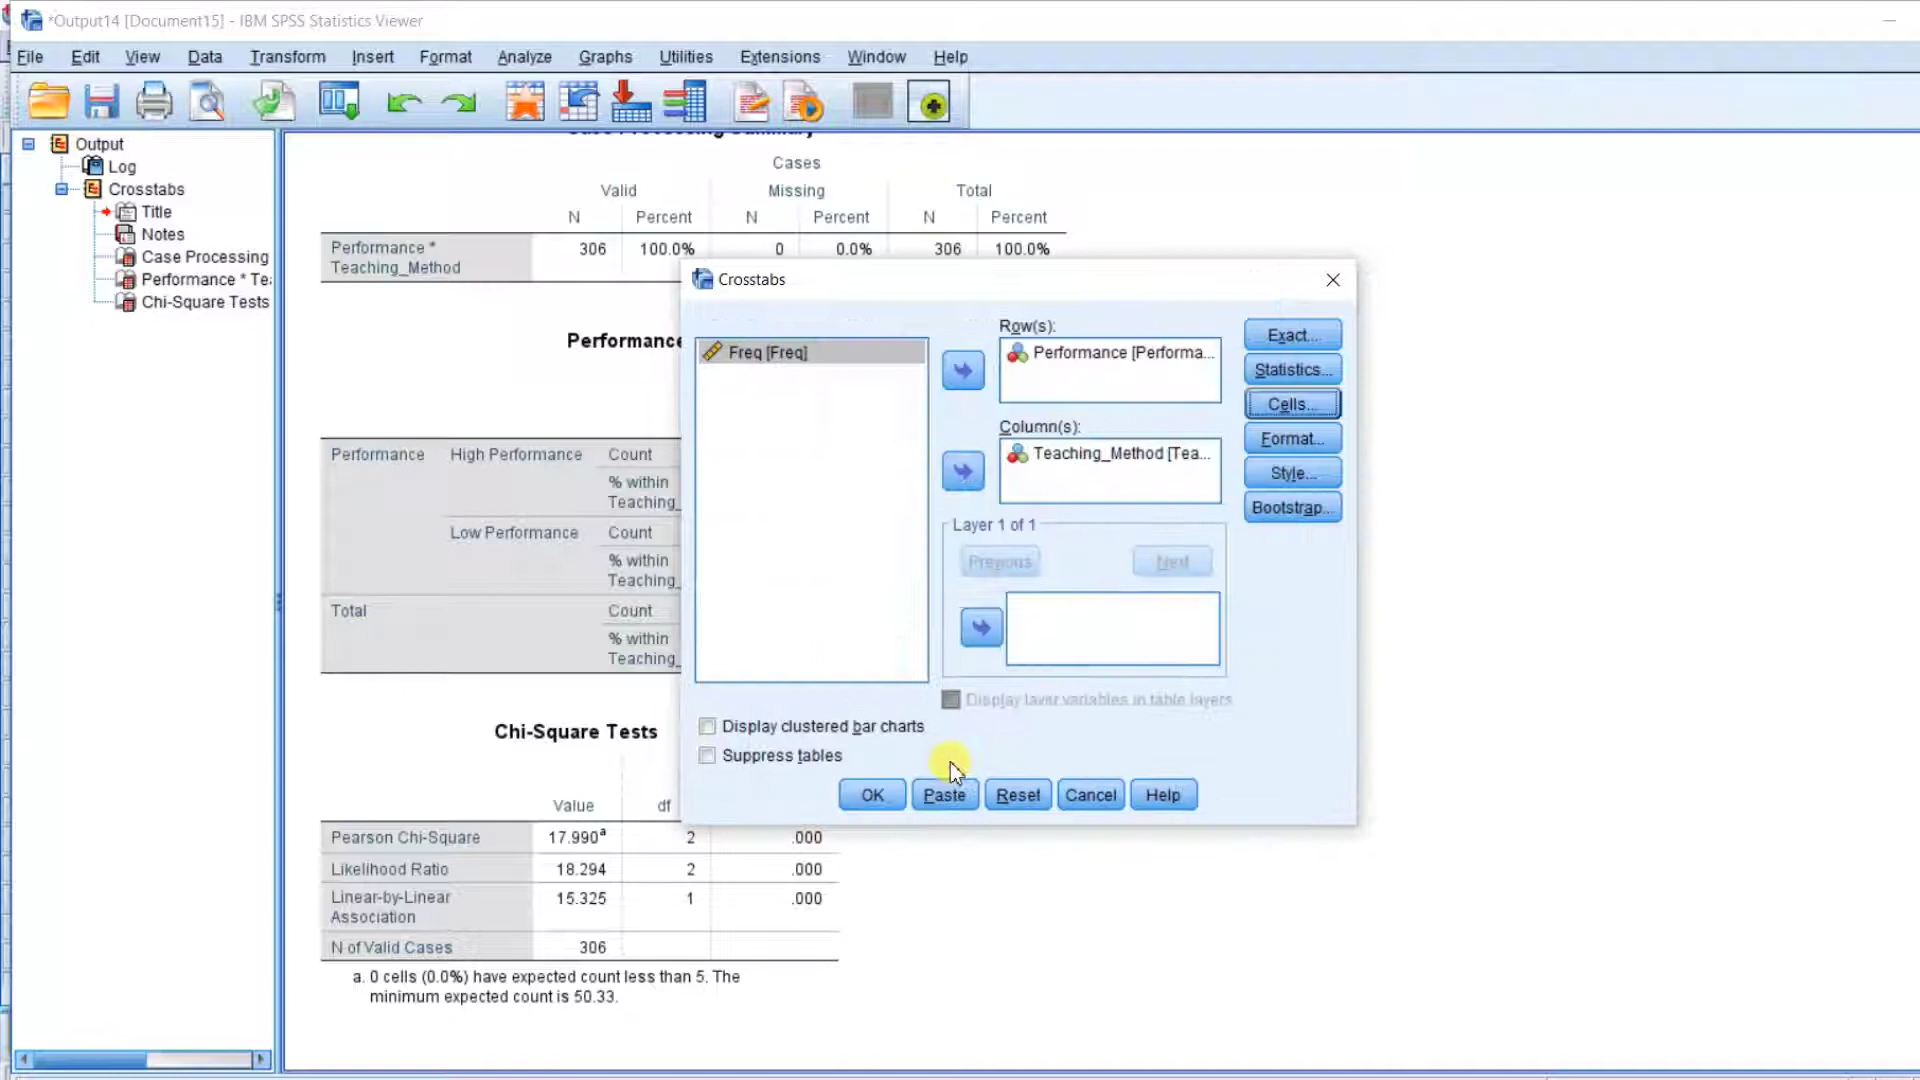 *Output14 [Document15] - IBM SPSS Statistics Viewer
File Edit View Data Transform Insert Format Analyze Graphs Utilities Extensions Window Help
Output
Log
Crosstabs
Title
Notes
Case Processing
Performance * Te
Chi-Square Tests
Case Processing Summary
Cases
Valid Missing Total
N Percent N Percent N Percent
Performance * Teaching_Method 306 100.0% 0 0.0% 306 100.0%
Performance
Performance High Performance Count
% within
Teaching_
Low Performance Count
% within
Teaching_
Total Count
% within
Teaching_
Chi-Square Tests
Value df
Pearson Chi-Square 17.990a 2 .000
Likelihood Ratio 18.294 2 .000
Linear-by-Linear Association 15.325 1 .000
N of Valid Cases 306
a. 0 cells (0.0%) have expected count less than 5. The
minimum expected count is 50.33.
Crosstabs
Freq [Freq]
Row(s):
Performance [Performa...
Column(s):
Teaching_Method [Tea...
Layer 1 of 1
Previous Next
Display layer variables in table layers
Exact...
Statistics...
Cells...
Format...
Style...
Bootstrap...
Display clustered bar charts
Suppress tables
OK Paste Reset Cancel Help